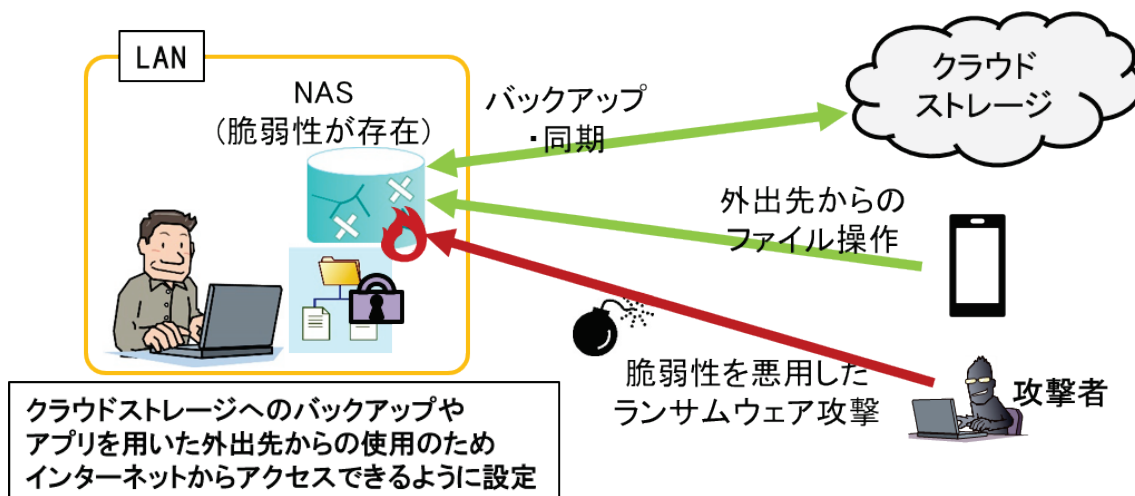 LAN
NAS
(脆弱性が存在)
バックアップ
・同期
クラウド
ストレージ
外出先からの
ファイル操作
脆弱性を悪用した
ランサムウェア攻撃
攻撃者
クラウドストレージへのバックアップや
アプリを用いた外出先からの使用のため
インターネットからアクセスできるように設定